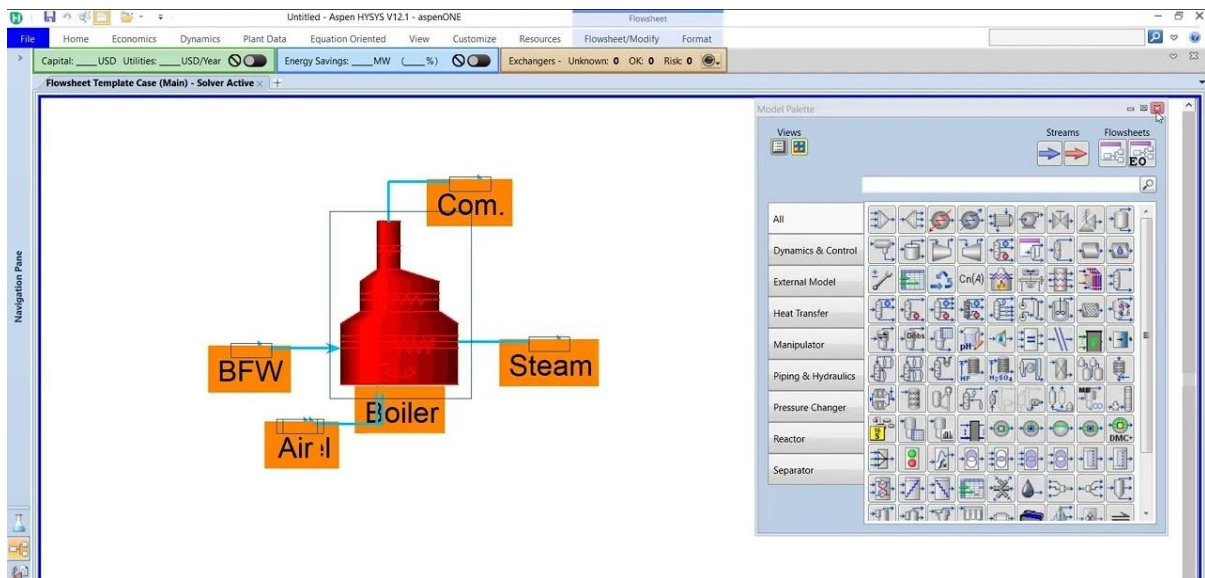 Untitled - Aspen HYSYS V12.1 - aspenONE
Flowsheet
File Home Economics Dynamics Plant Data Equation Oriented View Customize Resources Flowsheet/Modify Format
Capital: ____USD Utilities: ____USD/Year Energy Savings: ____MW (____%) Exchangers - Unknown: 0 OK: 0 Risk: 0
Flowsheet Template Case (Main) - Solver Active
Navigation Pane
Com.
BFW
Steam
Boiler
Air
Model Palette
Views
Streams
Flowsheets
EO
All
Dynamics & Control
External Model
Heat Transfer
Manipulator
Piping & Hydraulics
Pressure Changer
Reactor
Separator
Cn(A)
Gibbs
pH
HF
H2SO4
MB
DMC+